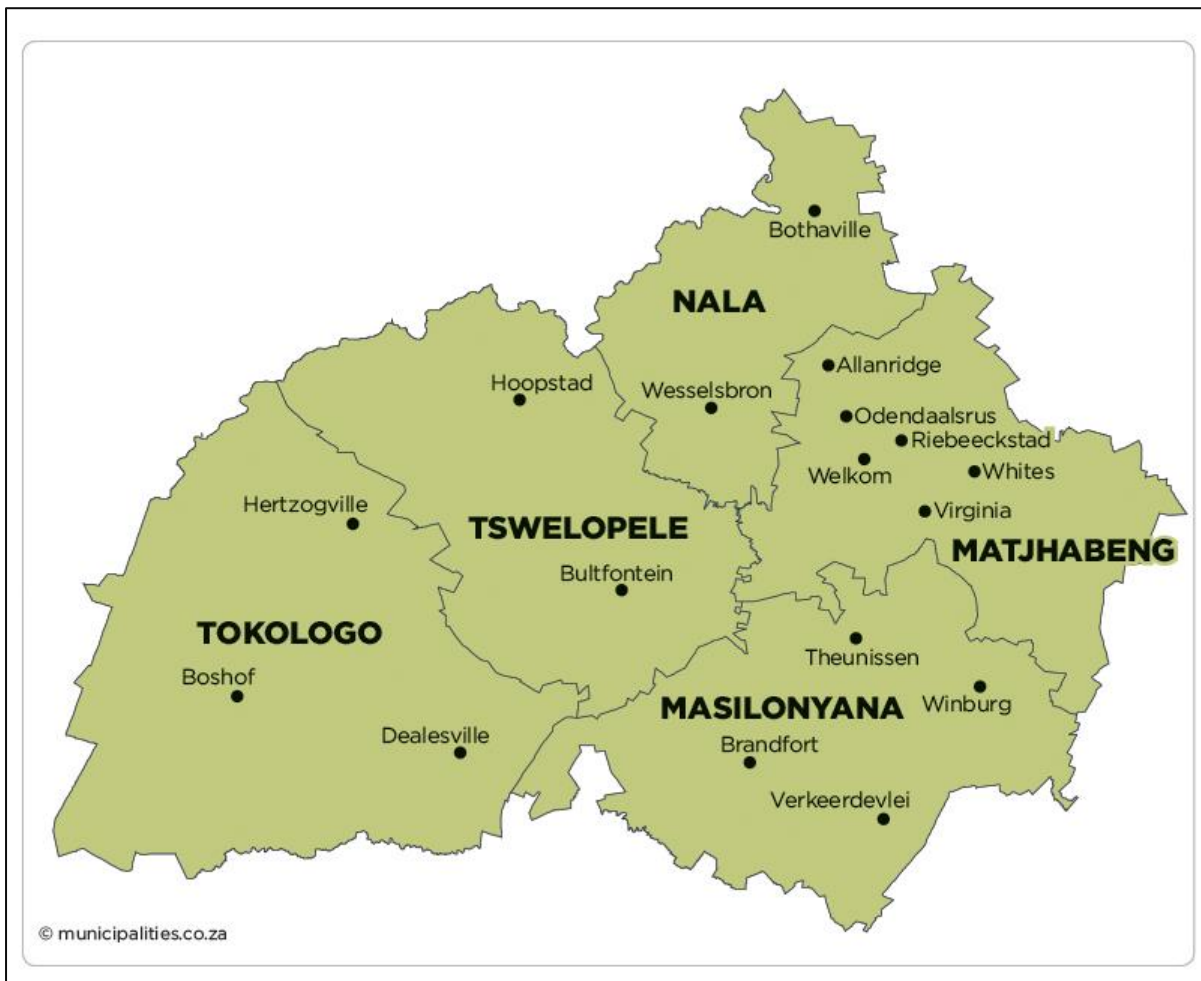 Bothaville
NALA
Allanridge
Hoopstad
Wesselsbron
Odendaalsrus
Riebeeckstad
Welkom
Whites
Hertzogville
Virginia
TSWELOPELE
MATJHABENG
Bultfontein
TOKOLOGO
Theunissen
Boshof
Winburg
MASILONYANA
Dealesville
Brandfort
Verkeerdevlei
© municipalities.co.za